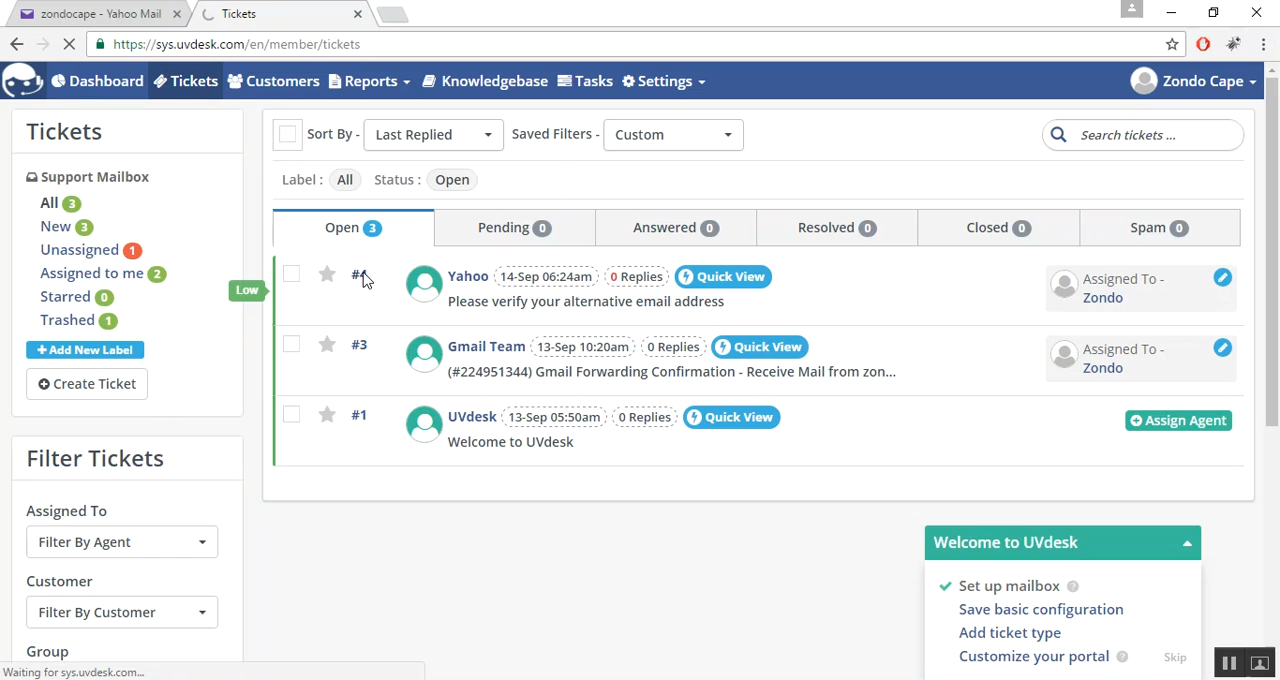 zondocape - Yahoo Mail
Tickets
https://sys.uvdesk.com/en/member/tickets
Dashboard Tickets Customers Reports Knowledgebase Tasks Settings Zondo Cape
Tickets
Support Mailbox
All 3
New 3
Unassigned 1
Assigned to me 2
Starred 0
Trashed 1
+ Add New Label
Create Ticket
Filter Tickets
Assigned To
Filter By Agent
Customer
Filter By Customer
Group
Sort By - Last Replied Saved Filters - Custom Search tickets ...
Label : All Status : Open
Open 3 Pending 0 Answered 0 Resolved 0 Closed 0 Spam 0
Low
Yahoo 14-Sep 06:24am 0 Replies Quick View
Please verify your alternative email address
Assigned To -
Zondo
#3 Gmail Team 13-Sep 10:20am 0 Replies Quick View
(#224951344) Gmail Forwarding Confirmation - Receive Mail from zon...
Assigned To -
Zondo
#1 UVdesk 13-Sep 05:50am 0 Replies Quick View
Welcome to UVdesk
Assign Agent
Welcome to UVdesk
Set up mailbox
Save basic configuration
Add ticket type
Customize your portal Skip
Waiting for sys.uvdesk.com...